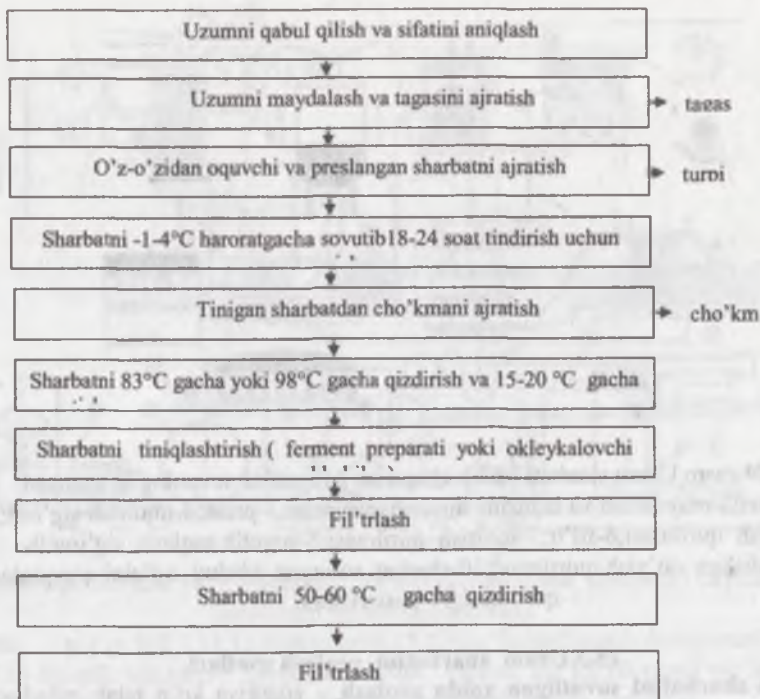 Uzumni qabul qilish va sifatini aniqlash
Uzumni maydalash va tagasini ajratish
tagas
O'z-o'zidan oquvchi va preslangan sharbatni ajratish
turpi
Sharbatni -1-4°C haroratgacha sovutib18-24 soat tindirish uchun
Tinigan sharbatdan cho'kmani ajratish
cho'km
Sharbatni 83°C gacha yoki 98°C gacha qizdirish va 15-20 °C gacha
Sharbatni tiniqlashtirish ( ferment preparati yoki okleykalovchi
Fil'trlash
Sharbatni 50-60 °C gacha qizdirish
Fil'trlash